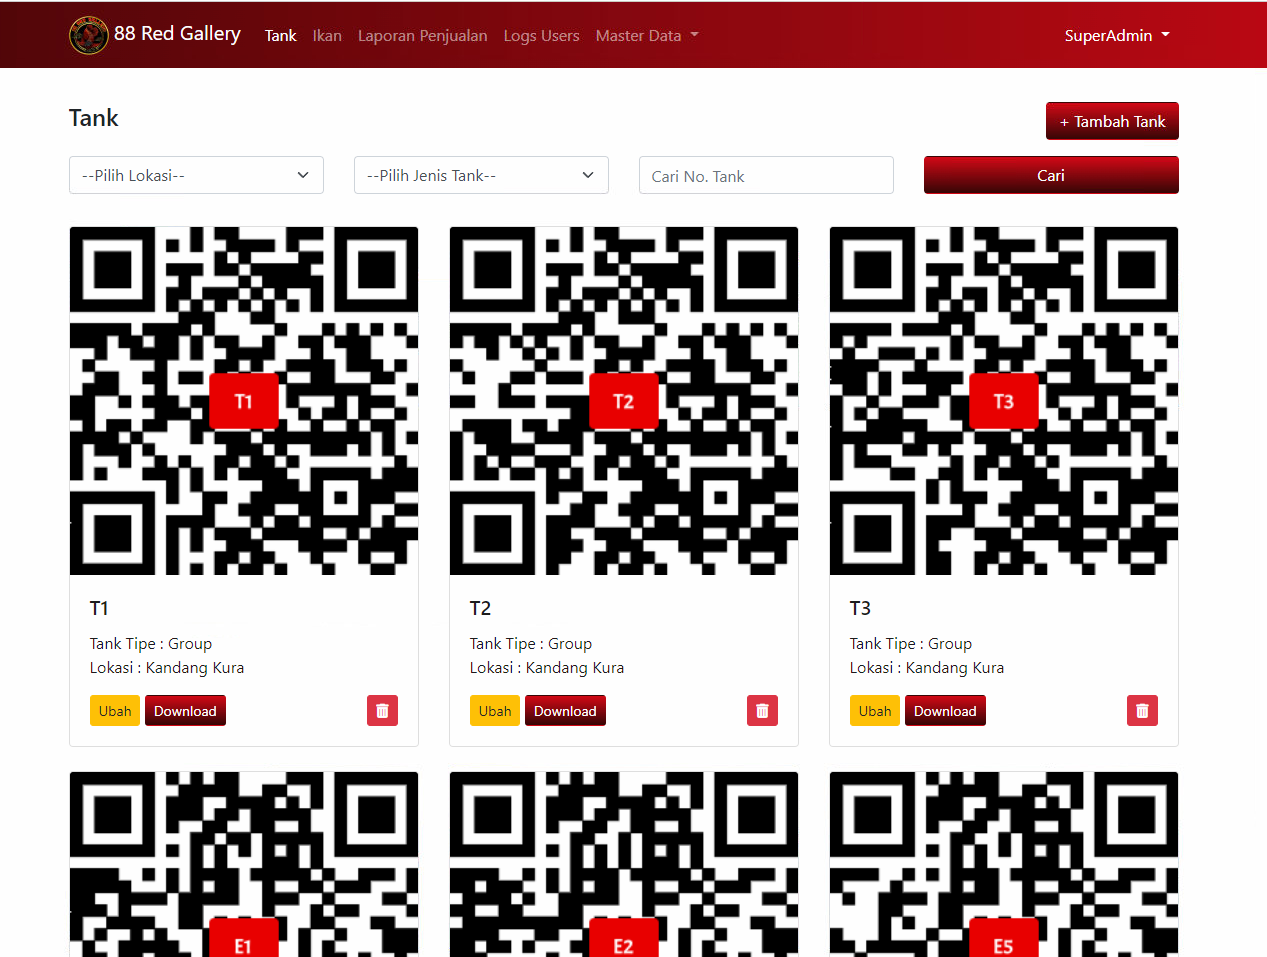 88 Red Gallery Tank Ikan Laporan Penjualan Logs Users Master Data SuperAdmin
Tank + Tambah Tank
--Pilih Lokasi-- --Pilih Jenis Tank-- Cari No. Tank Cari
T1 T2 T3
T1 T2 T3
Tank Tipe : Group Tank Tipe : Group Tank Tipe : Group
Lokasi : Kandang Kura Lokasi : Kandang Kura Lokasi : Kandang Kura
Ubah Download Ubah Download Ubah Download
E1 E2 E5